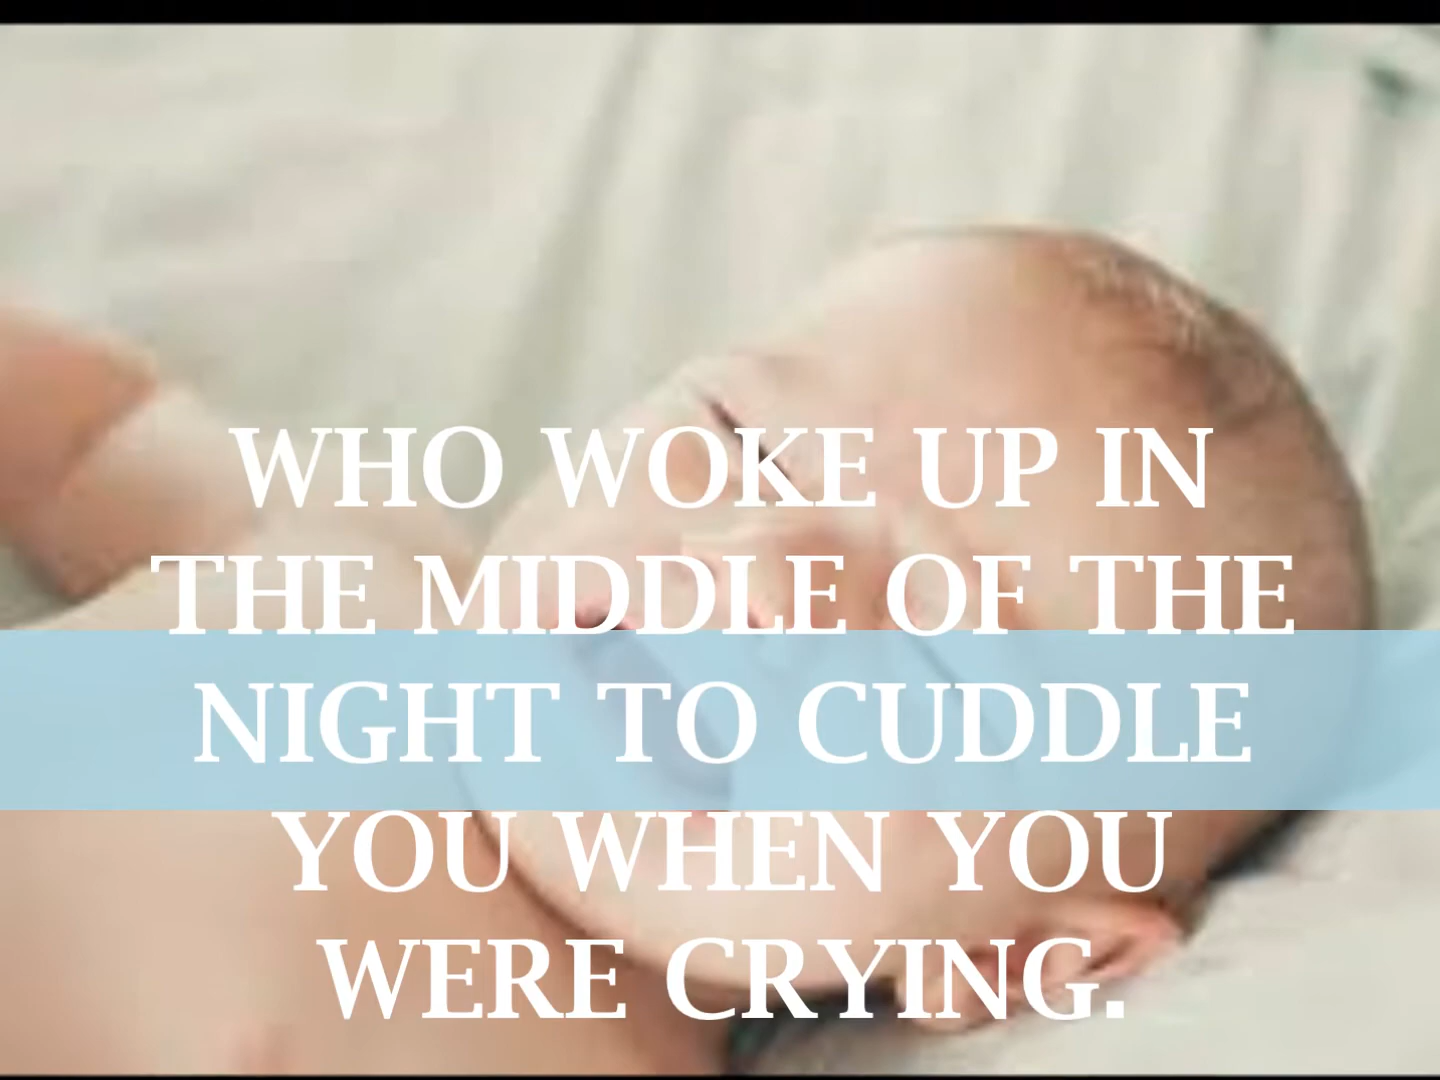 WHO WOKE UP IN
THE MIDDLE OF THE
NIGHT TO CUDDLE
YOU WHEN YOU
WERE CRYING.